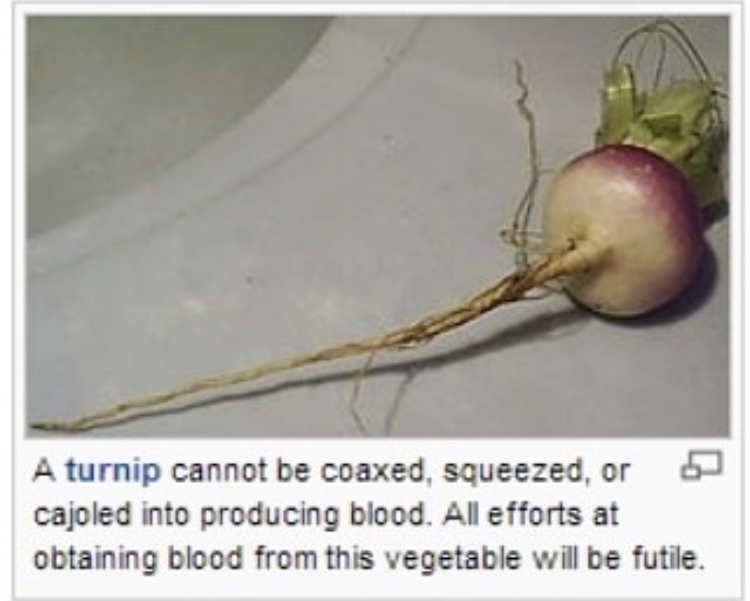 A turnip cannot be coaxed, squeezed, or
cajoled into producing blood. All efforts at
obtaining blood from this vegetable will be futile.